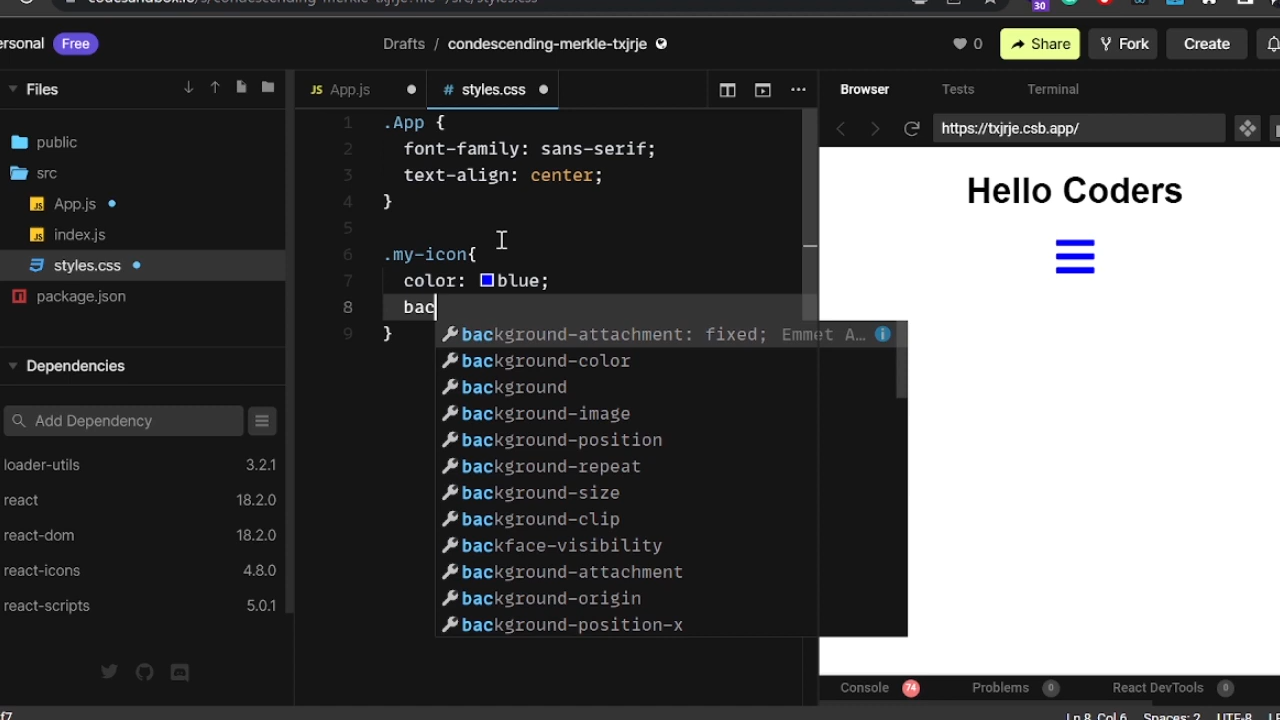 30
ersonal Free
Drafts / condescending-merkle-txjrje
0 Share Fork Create
Files
JS App.js
# styles.css
Browser Tests Terminal
https://txjrje.csb.app/
public
src
App.js
index.js
styles.css
package.json
Dependencies
Add Dependency
loader-utils 3.2.1
react 18.2.0
react-dom 18.2.0
react-icons 4.8.0
react-scripts 5.0.1
1 .App {
2 font-family: sans-serif;
3 text-align: center;
4 }
5
6 .my-icon{
7 color: blue;
8 bac
9 }
background-attachment: fixed; Emmet A…
background-color
background
background-image
background-position
background-repeat
background-size
background-clip
backface-visibility
background-attachment
background-origin
background-position-x
Hello Coders
Console 74 Problems 0 React DevTools 0
Ln 8, Col 6 Spaces: 2 UTF-8